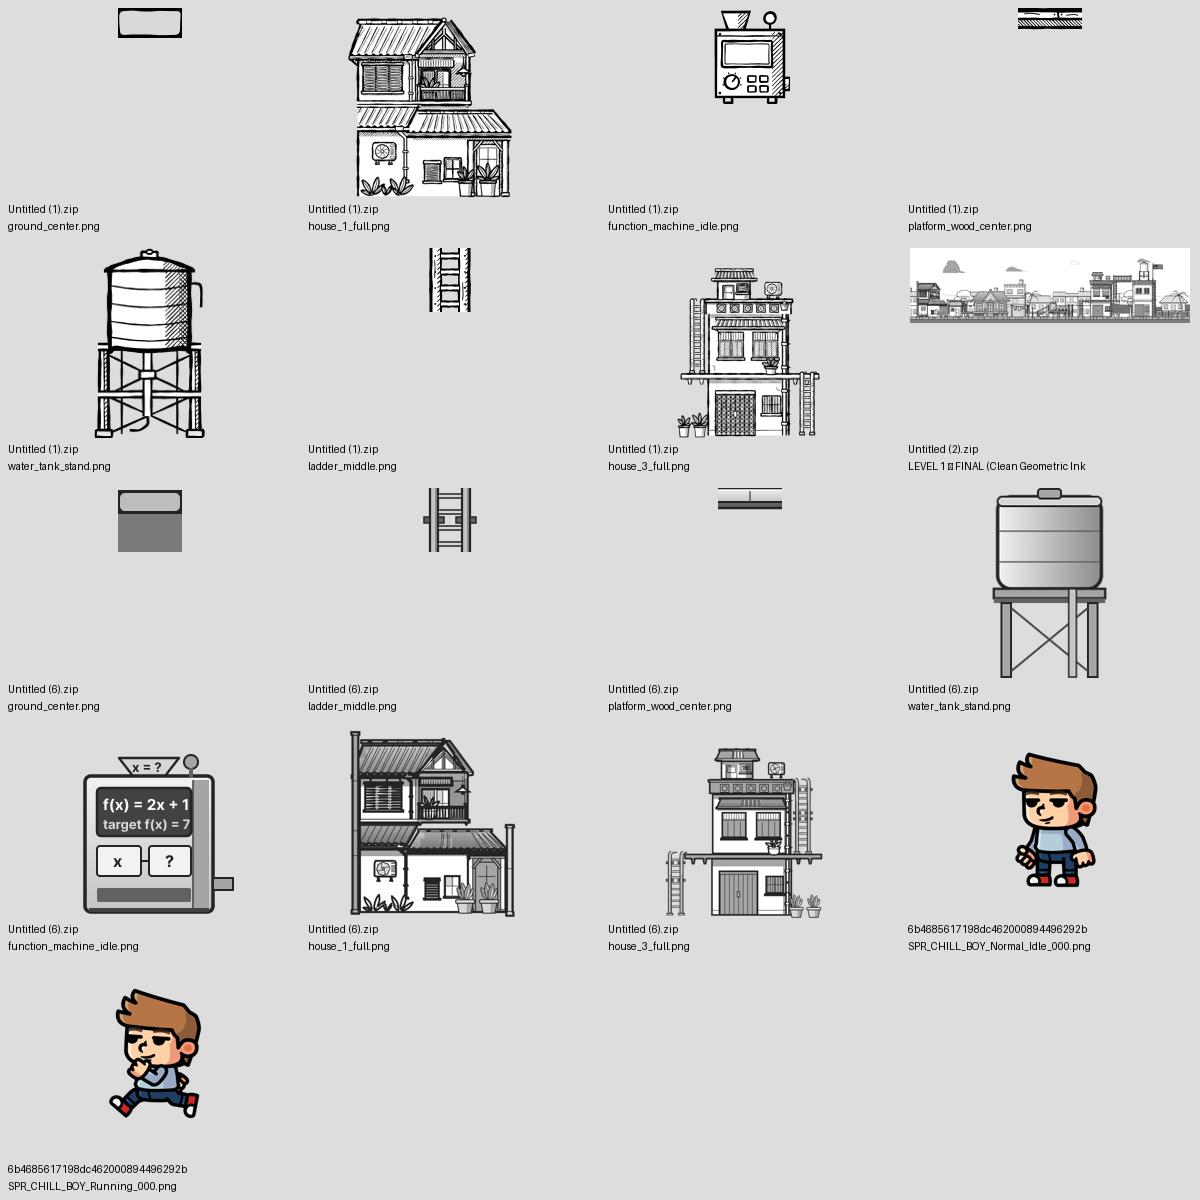 Untitled (1).zip
ground_center.png
Untitled (1).zip
house_1_full.png
Untitled (1).zip
function_machine_idle.png
Untitled (1).zip
platform_wood_center.png
Untitled (1).zip
water_tank_stand.png
Untitled (1).zip
ladder_middle.png
Untitled (1).zip
house_3_full.png
Untitled (2).zip
LEVEL 1 FINAL (Clean Geometric Ink
Untitled (6).zip
ground_center.png
Untitled (6).zip
ladder_middle.png
Untitled (6).zip
platform_wood_center.png
Untitled (6).zip
water_tank_stand.png
x = ?
f(x) = 2x + 1
target f(x) = 7
x
?
Untitled (6).zip
function_machine_idle.png
Untitled (6).zip
house_1_full.png
Untitled (6).zip
house_3_full.png
6b4685617198dc462000894496292b
SPR_CHILL_BOY_Normal_Idle_000.png
6b4685617198dc462000894496292b
SPR_CHILL_BOY_Running_000.png